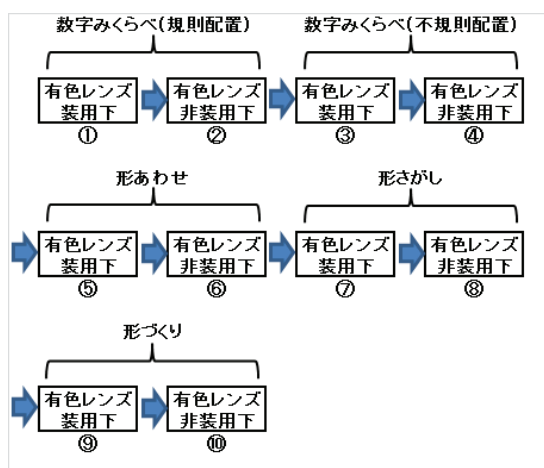 数字みくらべ(規則配置)
数字みくらべ(不規則配置)
有色レンズ
装用下
①
有色レンズ
非装用下
②
有色レンズ
装用下
③
有色レンズ
非装用下
④
形あわせ
形さがし
有色レンズ
装用下
⑤
有色レンズ
非装用下
⑥
有色レンズ
装用下
⑦
有色レンズ
非装用下
⑧
形づくり
有色レンズ
装用下
⑨
有色レンズ
非装用下
⑩